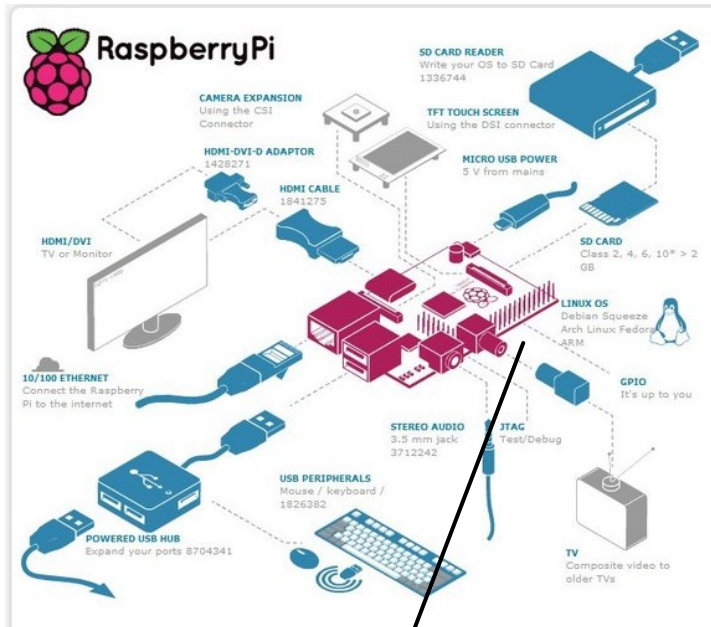 RaspberryPi
SD CARD READER
Write your OS to SD Card
1336744
CAMERA EXPANSION
Using the CSI
Connector
TFT TOUCH SCREEN
Using the DSI connector
HDMI-DVI-D ADAPTOR
1428271
MICRO USB POWER
5 V from mains
HDMI CABLE
1841275
HDMI/DVI
TV or Monitor
SD CARD
Class 2, 4, 6, 10* > 2
GB
LINUX OS
Debian Squeeze
Arch Linux Fedora
ARM
10/100 ETHERNET
Connect the Raspberry
Pi to the internet
GPIO
It's up to you
STEREO AUDIO
3.5 mm jack
3712242
JTAG
Test/Debug
USB PERIPHERALS
Mouse / keyboard /
1826382
POWERED USB HUB
Expand your ports 8704341
TV
Composite video to
older TVs